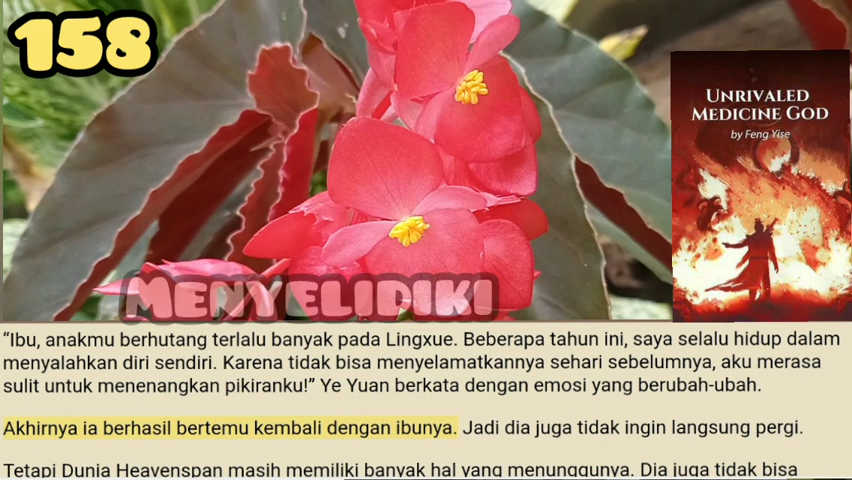 158
UNRIVALED
MEDICINE GOD
by Feng Yise
MENYELIDIKI
“Ibu, anakmu berhutang terlalu banyak pada Lingxue. Beberapa tahun ini, saya selalu hidup dalam
menyalahkan diri sendiri. Karena tidak bisa menyelamatkannya sehari sebelumnya, aku merasa
sulit untuk menenangkan pikiranku!” Ye Yuan berkata dengan emosi yang berubah-ubah.
Akhirnya ia berhasil bertemu kembali dengan ibunya. Jadi dia juga tidak ingin langsung pergi.
Tetapi Dunia Heavenspan masih memiliki banyak hal yang menunggunya. Dia juga tidak bisa